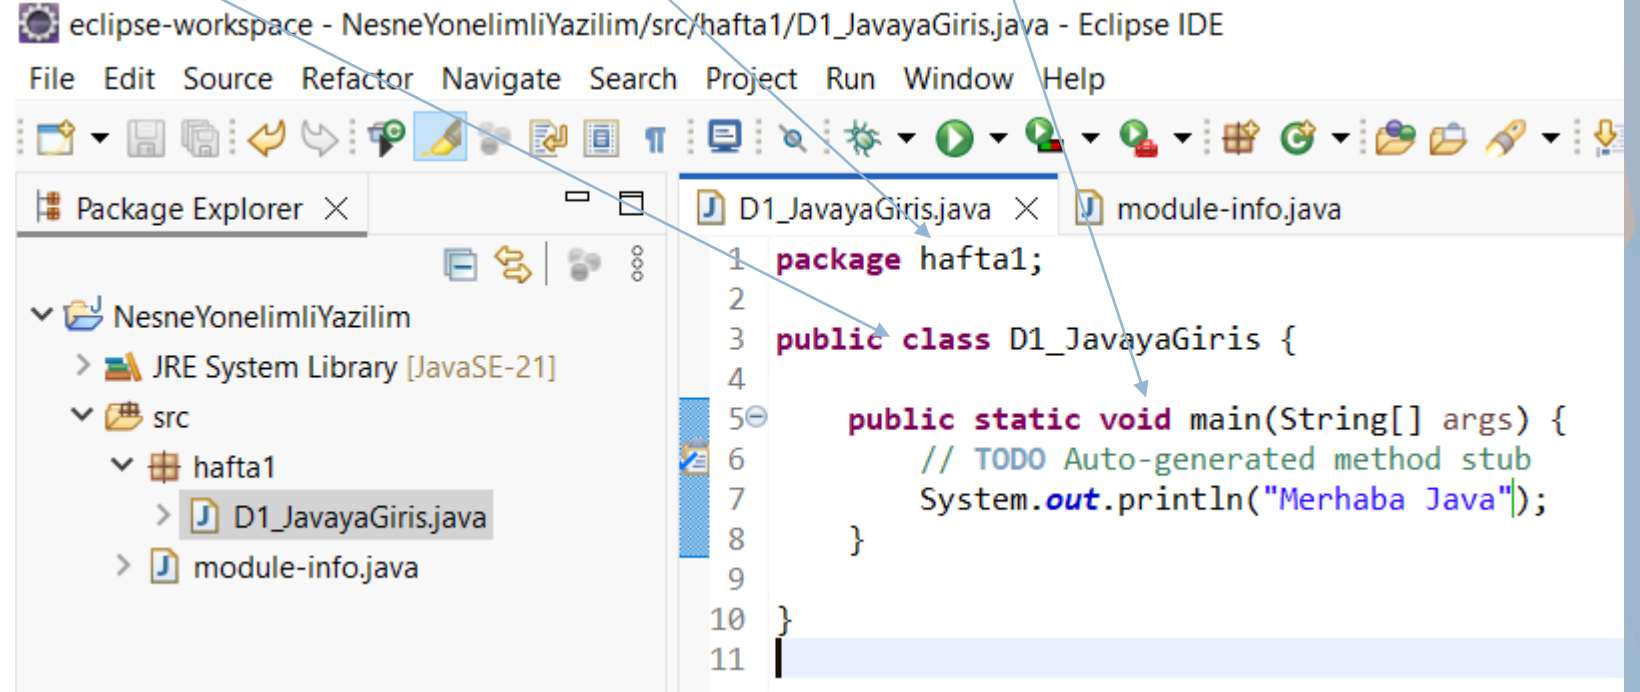 eclipse-workspace - NesneYonelimliYazilim/src/hafta1/D1_JavayaGiris.java - Eclipse IDE
File Edit Source Refactor Navigate Search Project Run Window Help
Package Explorer
NesneYonelimliYazilim
JRE System Library [JavaSE-21]
src
hafta1
D1_JavayaGiris.java
module-info.java
D1_JavayaGiris.java module-info.java
1 package hafta1;
2
3 public class D1_JavayaGiris {
4
5 public static void main(String[] args) {
6 // TODO Auto-generated method stub
7 System.out.println("Merhaba Java");
8 }
9
10 }
11